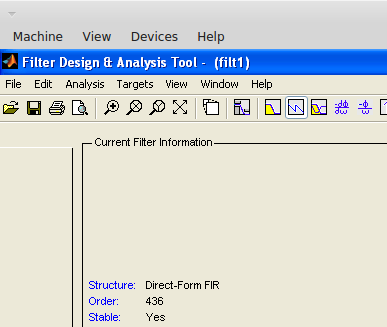 Machine View Devices Help
Filter Design & Analysis Tool - (filt1)
File Edit Analysis Targets View Window Help
Current Filter Information
Structure: Direct-Form FIR
Order: 436
Stable: Yes